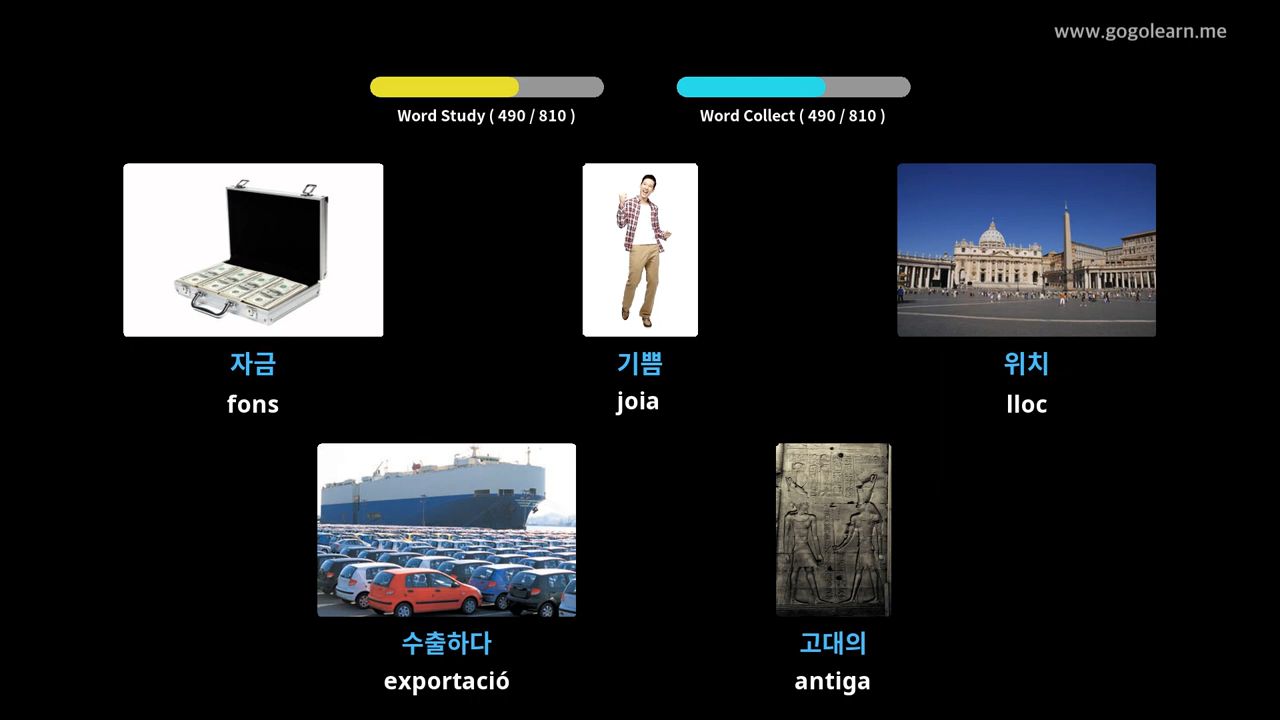 www.gogolearn.me
Word Study ( 490 / 810 )
Word Collect ( 490 / 810 )
자금
fons
기쁨
joia
위치
lloc
수출하다
exportació
고대의
antiga